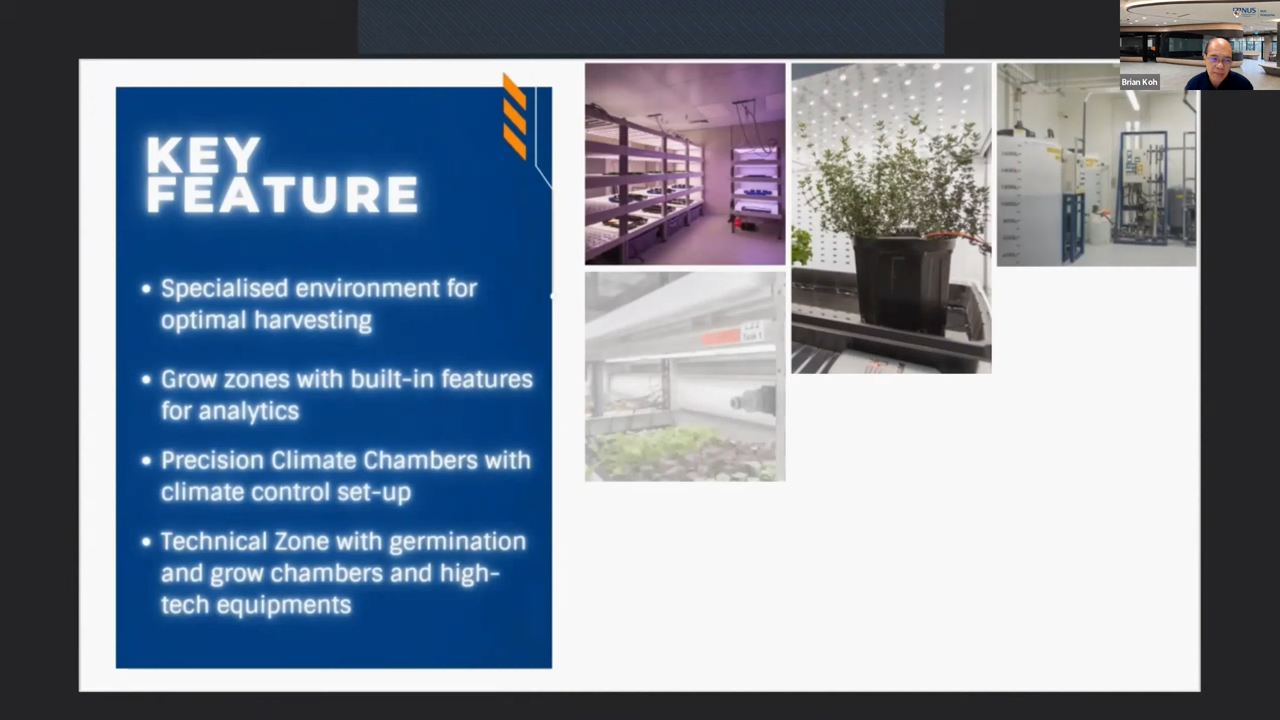 NUS
Brian Koh
KEY
FEATURE
• Specialised environment for
optimal harvesting
• Grow zones with built-in features
for analytics
• Precision Climate Chambers with
climate control set-up
• Technical Zone with germination
and grow chambers and high-
tech equipments